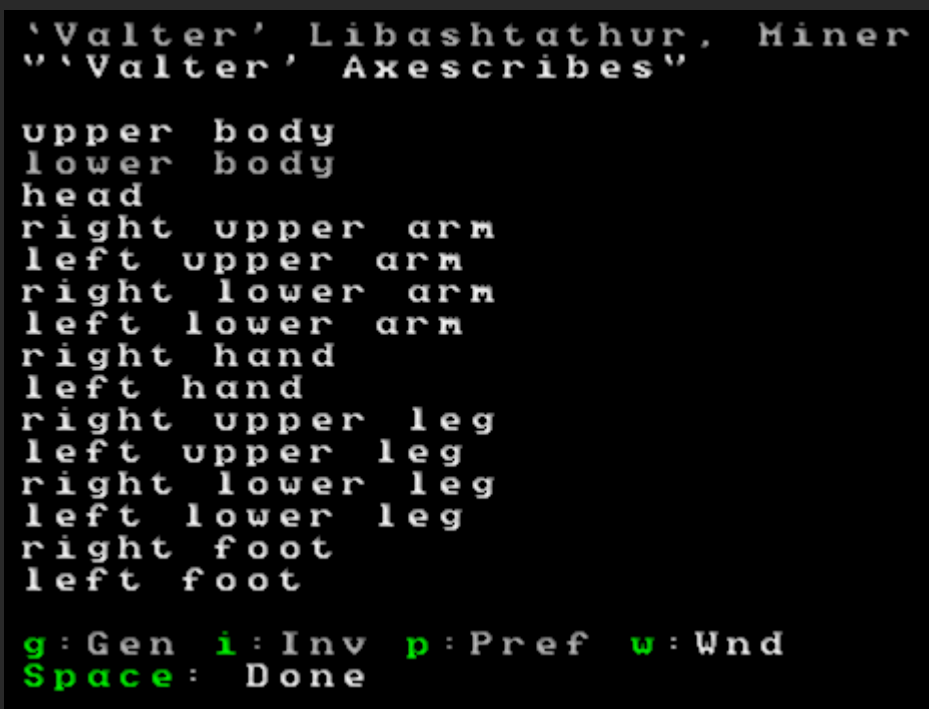 ‘Valter’ Libashtathur, Miner
"‘Valter’ Axescribes"
upper body
lower body
head
right upper arm
left upper arm
right lower arm
left lower arm
right hand
left hand
right upper leg
left upper leg
right lower leg
left lower leg
right foot
left foot
g:Gen i:Inv p:Pref w:Wnd
Space: Done